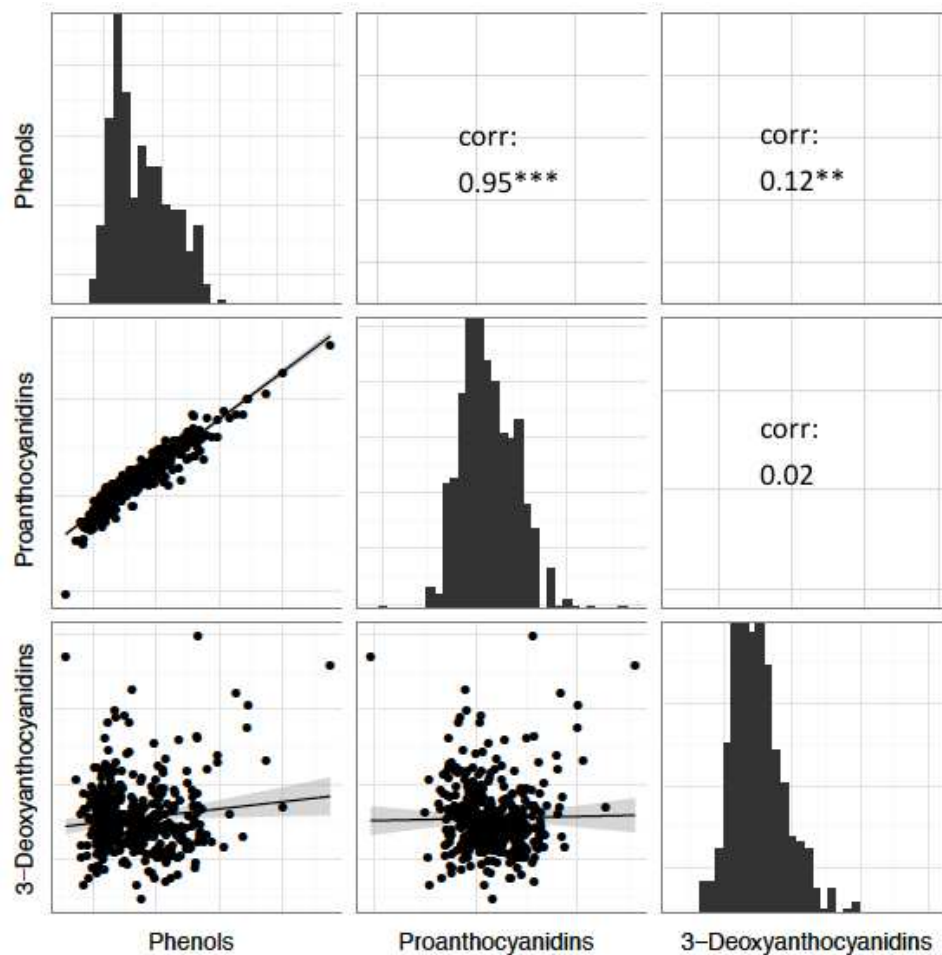 Phenols
corr:
0.95***
corr:
0.12**
Proanthocyanidins
corr:
0.02
3-Deoxyanthocyanidins
Phenols
Proanthocyanidins
3-Deoxyanthocyanidins